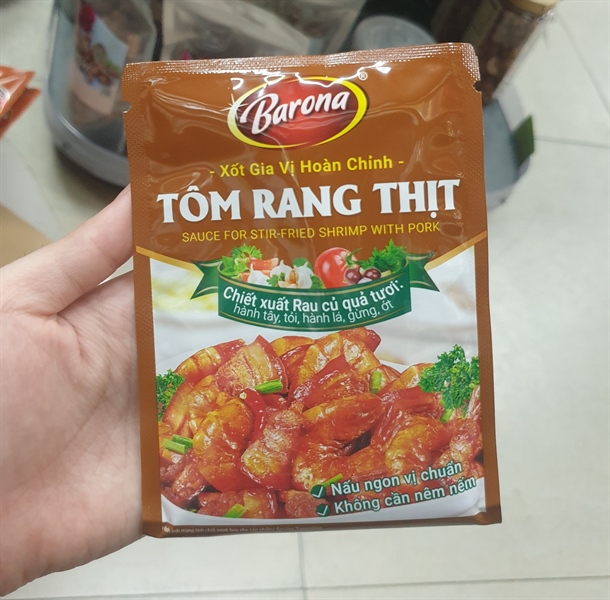 Barona®
- Xốt Gia Vị Hoàn Chỉnh -
TÔM RANG THỊT
SAUCE FOR STIR-FRIED SHRIMP WITH PORK
Chiết xuất Rau củ quả tươi:
hành tây, tỏi, hành lá, gừng, ớt
Nấu ngon vị chuẩn
Không cần nêm nếm